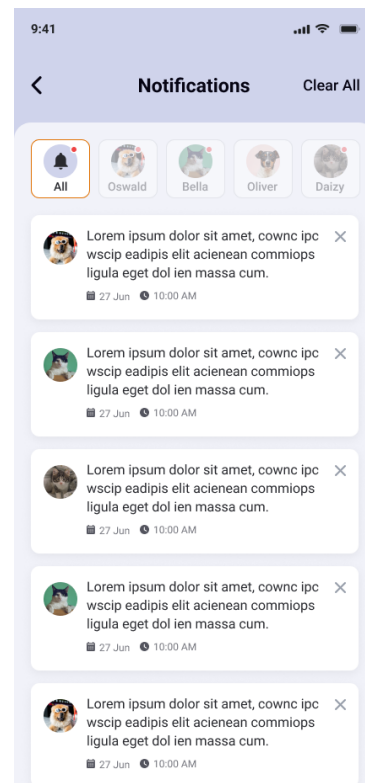 9:41
Notifications
Clear All
All
Oswald
Bella
Oliver
Daizy
Lorem ipsum dolor sit amet, cownc ipc
wscip eadipis elit acienean commiops
ligula eget dol ien massa cum.
27 Jun 10:00 AM
Lorem ipsum dolor sit amet, cownc ipc
wscip eadipis elit acienean commiops
ligula eget dol ien massa cum.
27 Jun 10:00 AM
Lorem ipsum dolor sit amet, cownc ipc
wscip eadipis elit acienean commiops
ligula eget dol ien massa cum.
27 Jun 10:00 AM
Lorem ipsum dolor sit amet, cownc ipc
wscip eadipis elit acienean commiops
ligula eget dol ien massa cum.
27 Jun 10:00 AM
Lorem ipsum dolor sit amet, cownc ipc
wscip eadipis elit acienean commiops
ligula eget dol ien massa cum.
27 Jun 10:00 AM